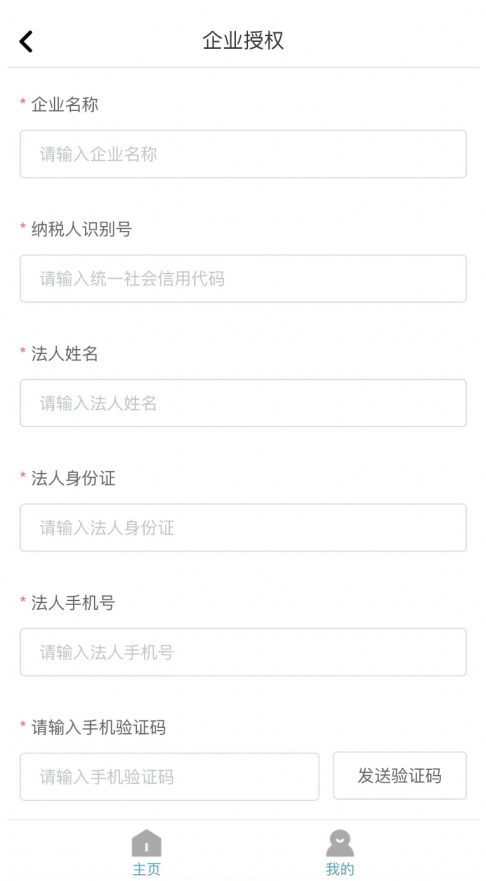 企业授权
* 企业名称
请输入企业名称
* 纳税人识别号
请输入统一社会信用代码
* 法人姓名
请输入法人姓名
* 法人身份证
请输入法人身份证
* 法人手机号
请输入法人手机号
* 请输入手机验证码
请输入手机验证码 发送验证码
主页 我的